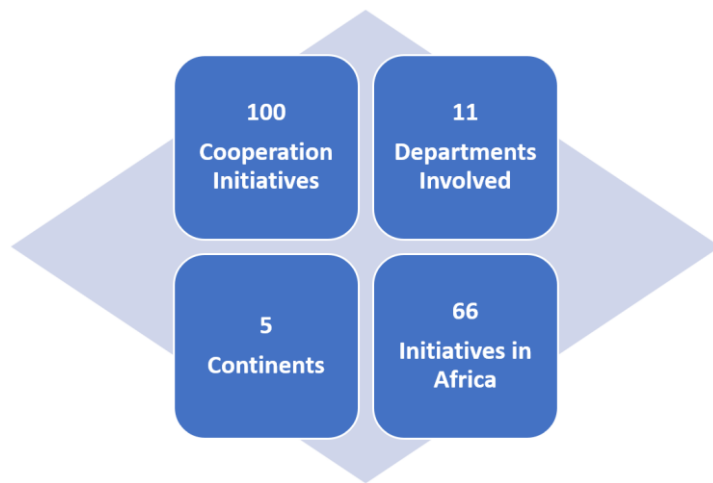 100
Cooperation
Initiatives
11
Departments
Involved
5
Continents
66
Initiatives in
Africa